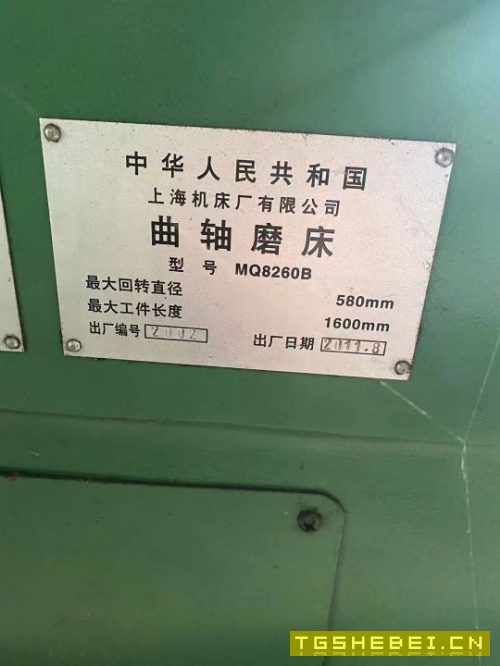 中华人民共和国
上海机床厂有限公司
曲轴磨床
型 号 MQ8260B
最大回转直径 580mm
最大工件长度 1600mm
出厂编号 2002 出厂日期 2011.8
TGSHEBEI.CN